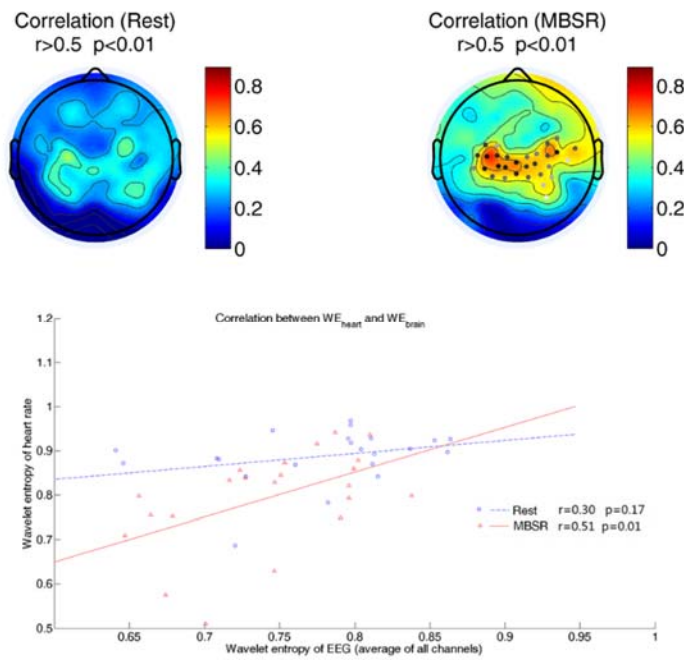 Correlation (Rest)
r>0.5 p<0.01
Correlation (MBSR)
r>0.5 p<0.01
0.8
0.6
0.4
0.2
0
0.8
0.6
0.4
0.2
0
Correlation between WE_heart and WE_brain
Wavelet entropy of heart rate
1.2
1.1
1
0.9
0.8
0.7
0.6
0.5
Rest r=0.30 p=0.17
MBSR r=0.51 p=0.01
0.65 0.7 0.75 0.8 0.85 0.9 0.95 1
Wavelet entropy of EEG (average of all channels)